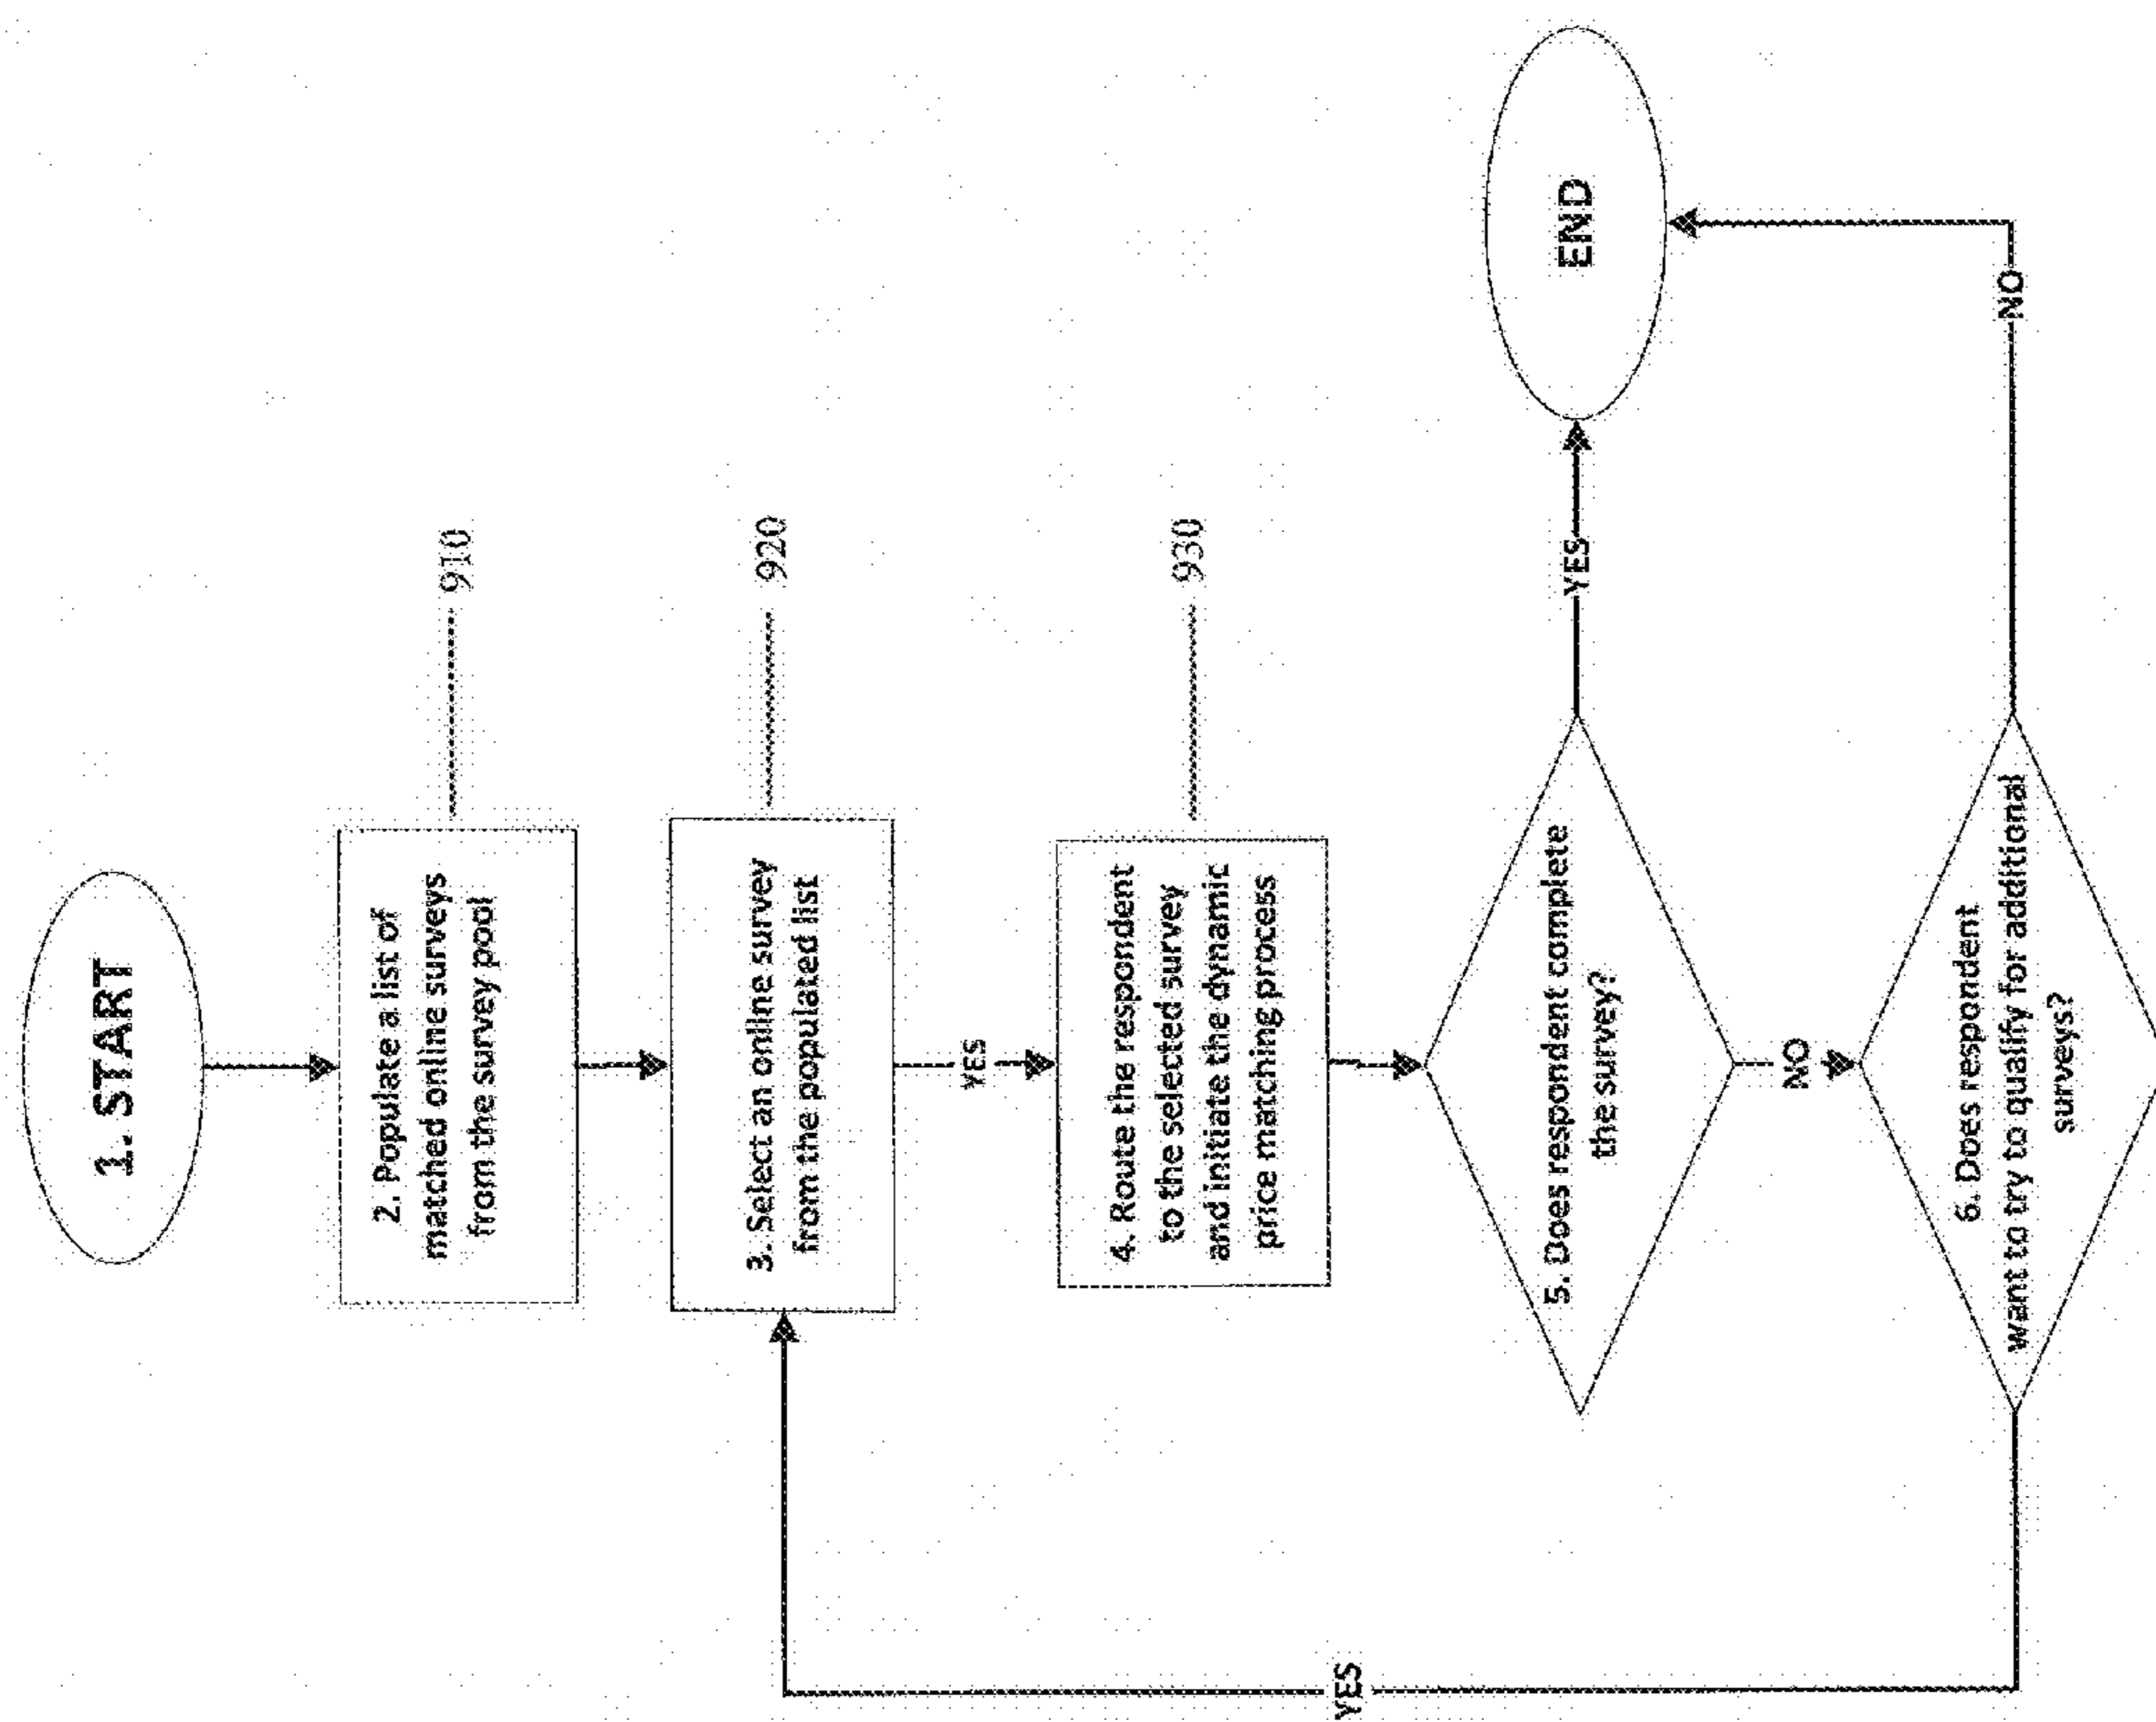 1. START
2. Populate a list of
matched online surveys
from the survey pool
910
3. Select an online survey
from the populated list
920
YES
4. Route the respondent
to the selected survey
and initiate the dynamic
price matching process
930
5. Does respondent complete
the survey?
YES
END
NO
6. Does respondent
want to try to qualify for additional
surveys?
NO
YES